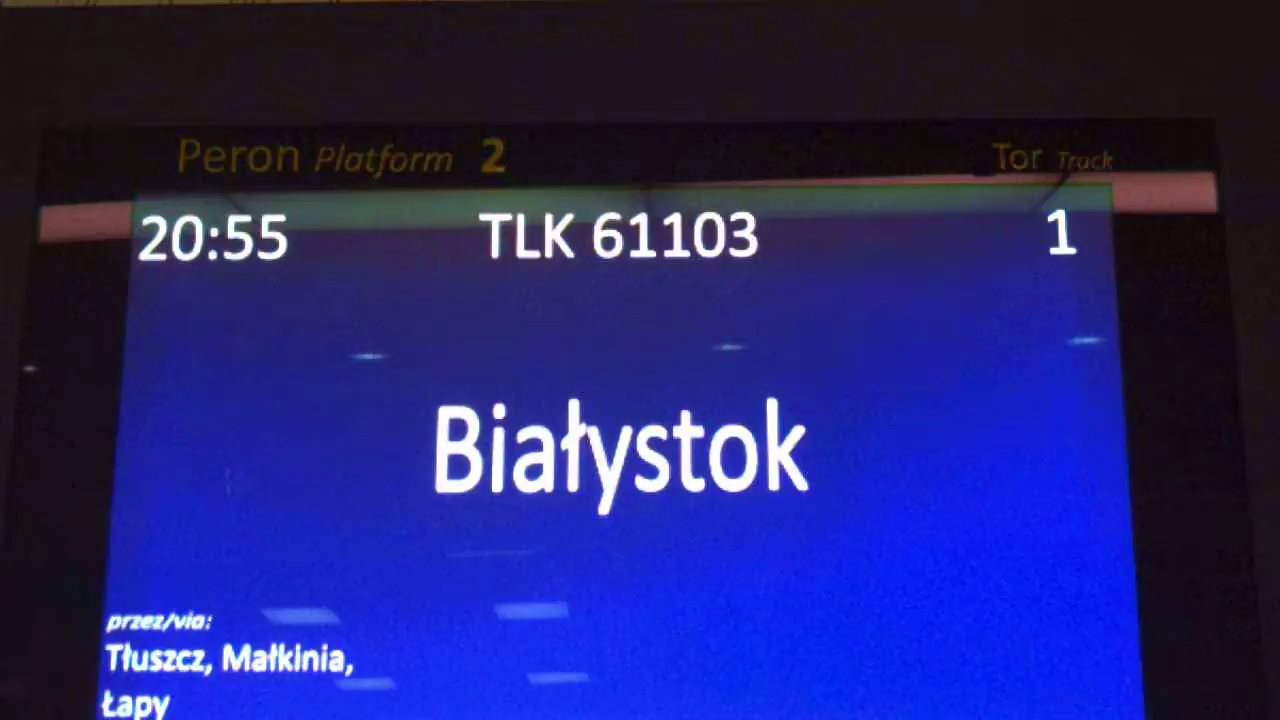 Peron Platform 2 Tor Track
20:55 TLK 61103 1
Białystok
przez/via:
Tłuszcz, Małkinia,
Łapy